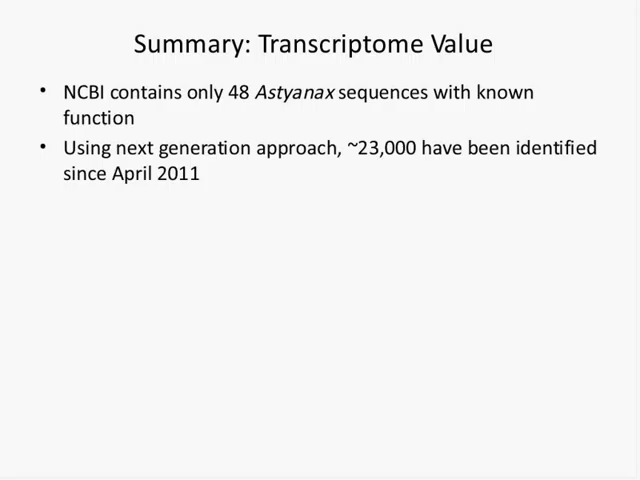 Summary: Transcriptome Value
• NCBI contains only 48 Astyanax sequences with known
function
• Using next generation approach, ~23,000 have been identified
since April 2011